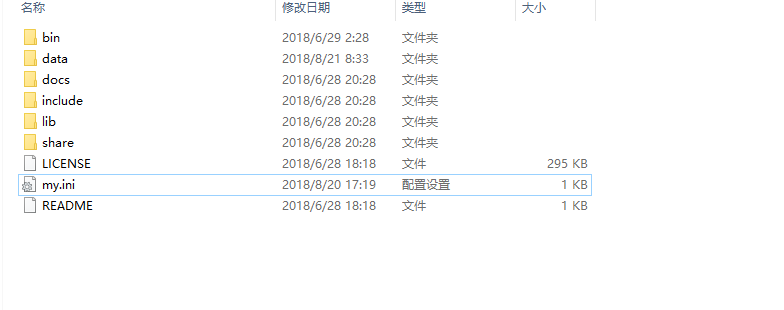 名称 修改日期 类型 大小
bin 2018/6/29 2:28 文件夹
data 2018/8/21 8:33 文件夹
docs 2018/6/28 20:28 文件夹
include 2018/6/28 20:28 文件夹
lib 2018/6/28 20:28 文件夹
share 2018/6/28 20:28 文件夹
LICENSE 2018/6/28 18:18 文件 295 KB
my.ini 2018/8/20 17:19 配置设置 1 KB
README 2018/6/28 18:18 文件 1 KB